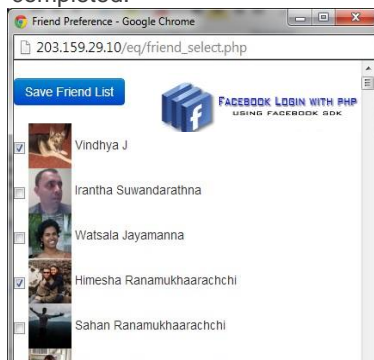 completed.
Friend Preference - Google Chrome
203.159.29.10/eq/friend_select.php
Save Friend List
FACEBOOK LOGIN WITH PHP
USING FACEBOOK SDK
Vindhya J
Irantha Suwandarathna
Watsala Jayamanna
Himesha Ranamukhaarachchi
Sahan Ranamukhaarachchi